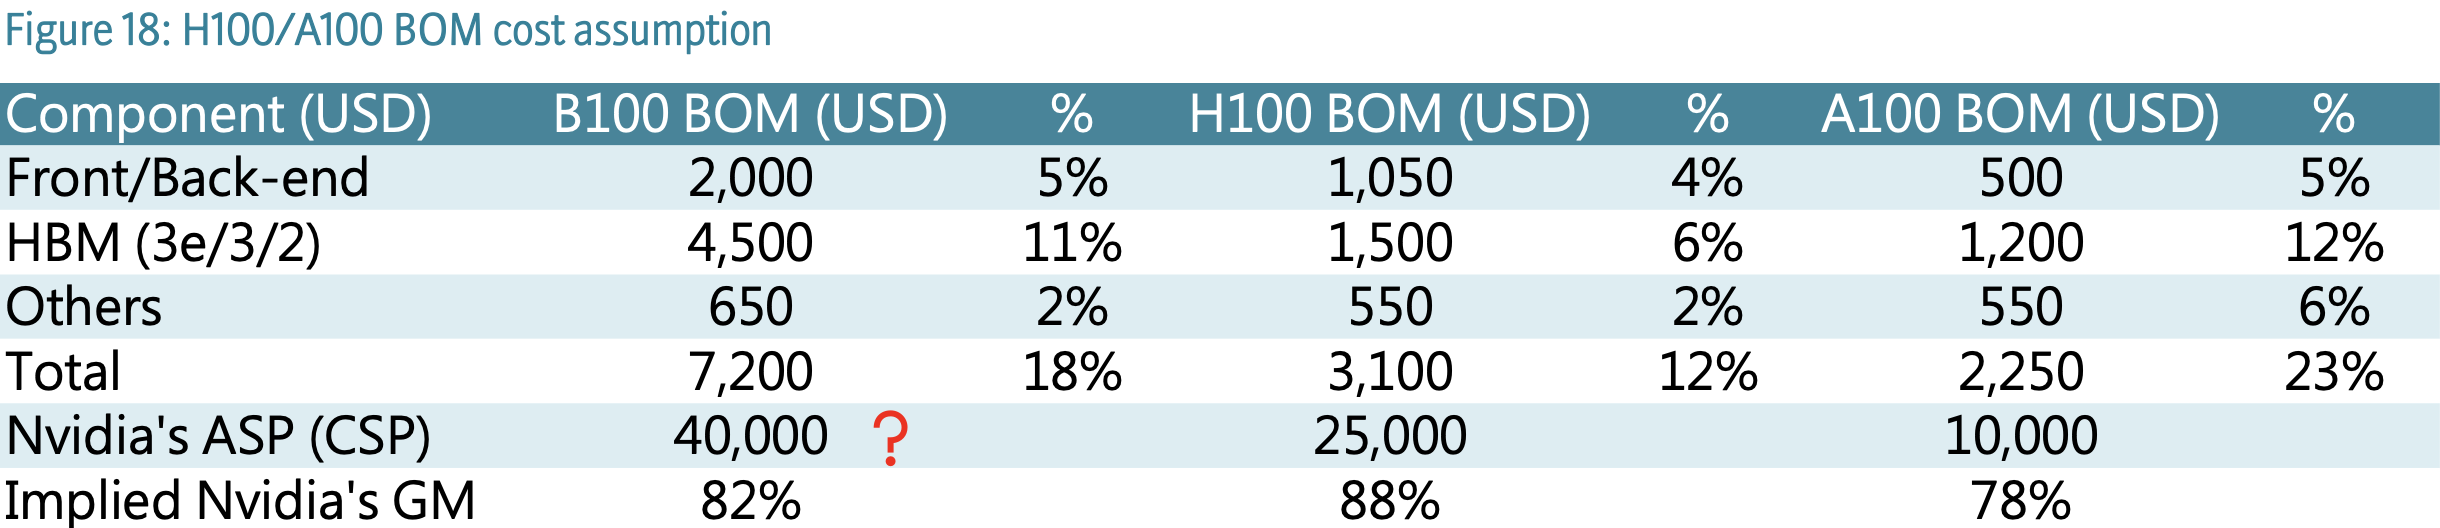 Figure 18: H100/A100 BOM cost assumption
Component (USD) B100 BOM (USD) % H100 BOM (USD) % A100 BOM (USD) %
Front/Back-end 2,000 5% 1,050 4% 500 5%
HBM (3e/3/2) 4,500 11% 1,500 6% 1,200 12%
Others 650 2% 550 2% 550 6%
Total 7,200 18% 3,100 12% 2,250 23%
Nvidia's ASP (CSP) 40,000 ? 25,000 10,000
Implied Nvidia's GM 82% 88% 78%